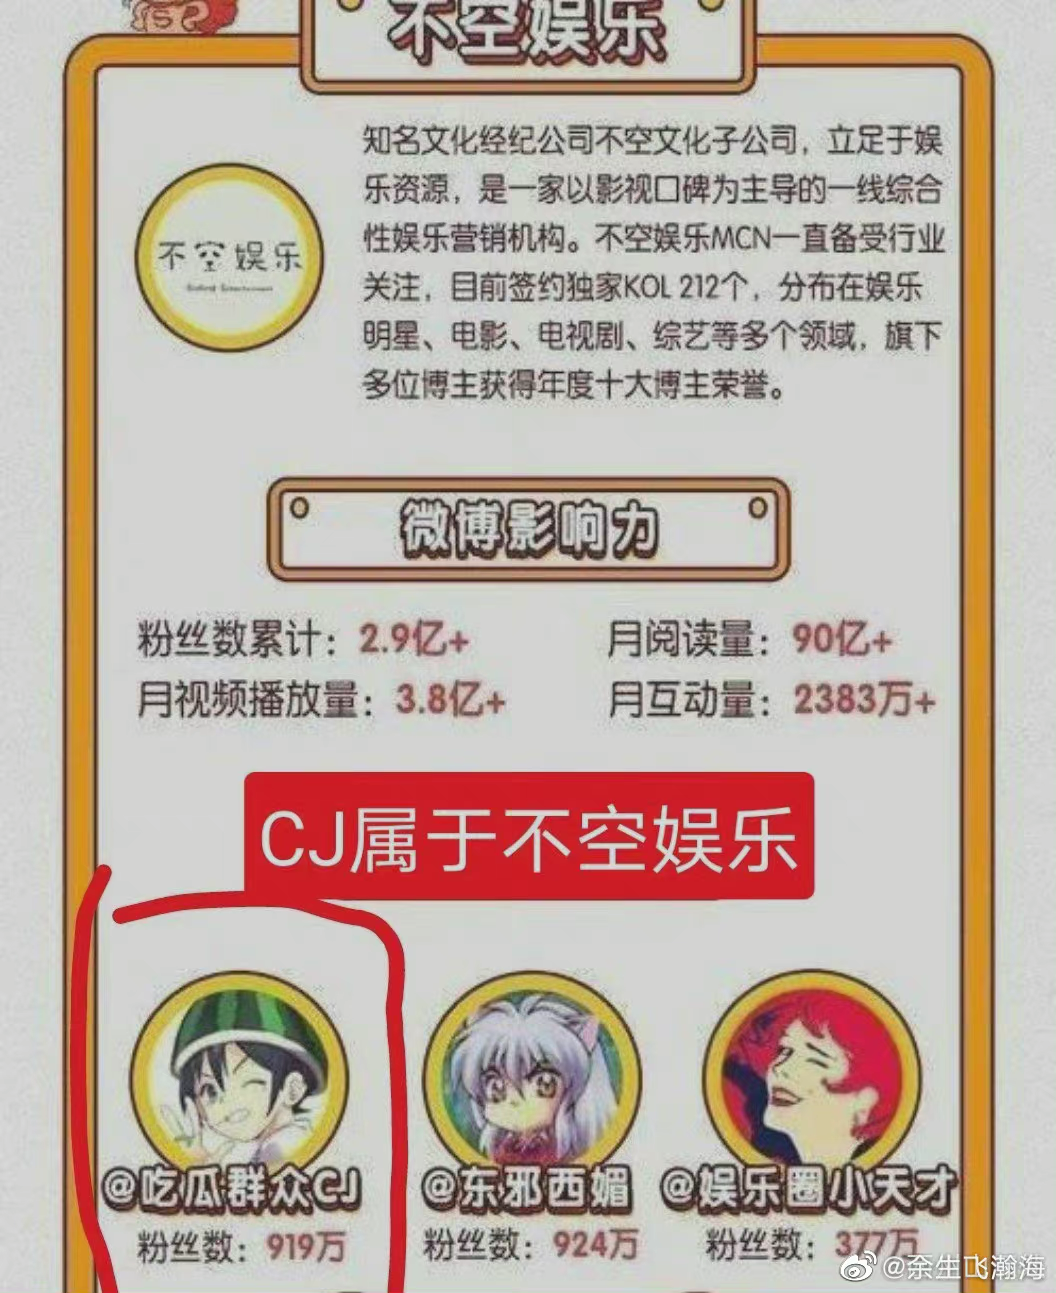 不空娱乐
知名文化经纪公司不空文化子公司，立足于娱
乐资源，是一家以影视口碑为主导的一线综合
性娱乐营销机构。不空娱乐MCN一直备受行业
关注，目前签约独家KOL 212个，分布在娱乐
明星、电影、电视剧、综艺等多个领域，旗下
多位博主获得年度十大博主荣誉。
不空娱乐
微博影响力
粉丝数累计：2.9亿+ 月阅读量：90亿+
月视频播放量：3.8亿+ 月互动量：2383万+
CJ属于不空娱乐
@吃瓜群众CJ @东邪西媚 @娱乐圈小天才
粉丝数：919万 粉丝数：924万 粉丝数：377万
@余生飞瀚海